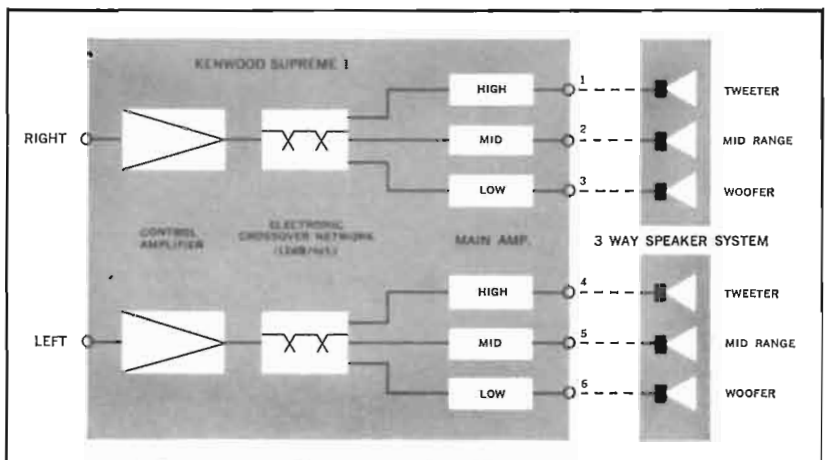 KENWOOD SUPREME 1
RIGHT
HIGH
1
TWEETER
MID
2
MID RANGE
LOW
3
WOOFER
CONTROL
AMPLIFIER
ELECTRONIC
CROSSOVER NETWORK
MAIN AMP.
3 WAY SPEAKER SYSTEM
LEFT
HIGH
4
TWEETER
MID
5
MID RANGE
LOW
6
WOOFER